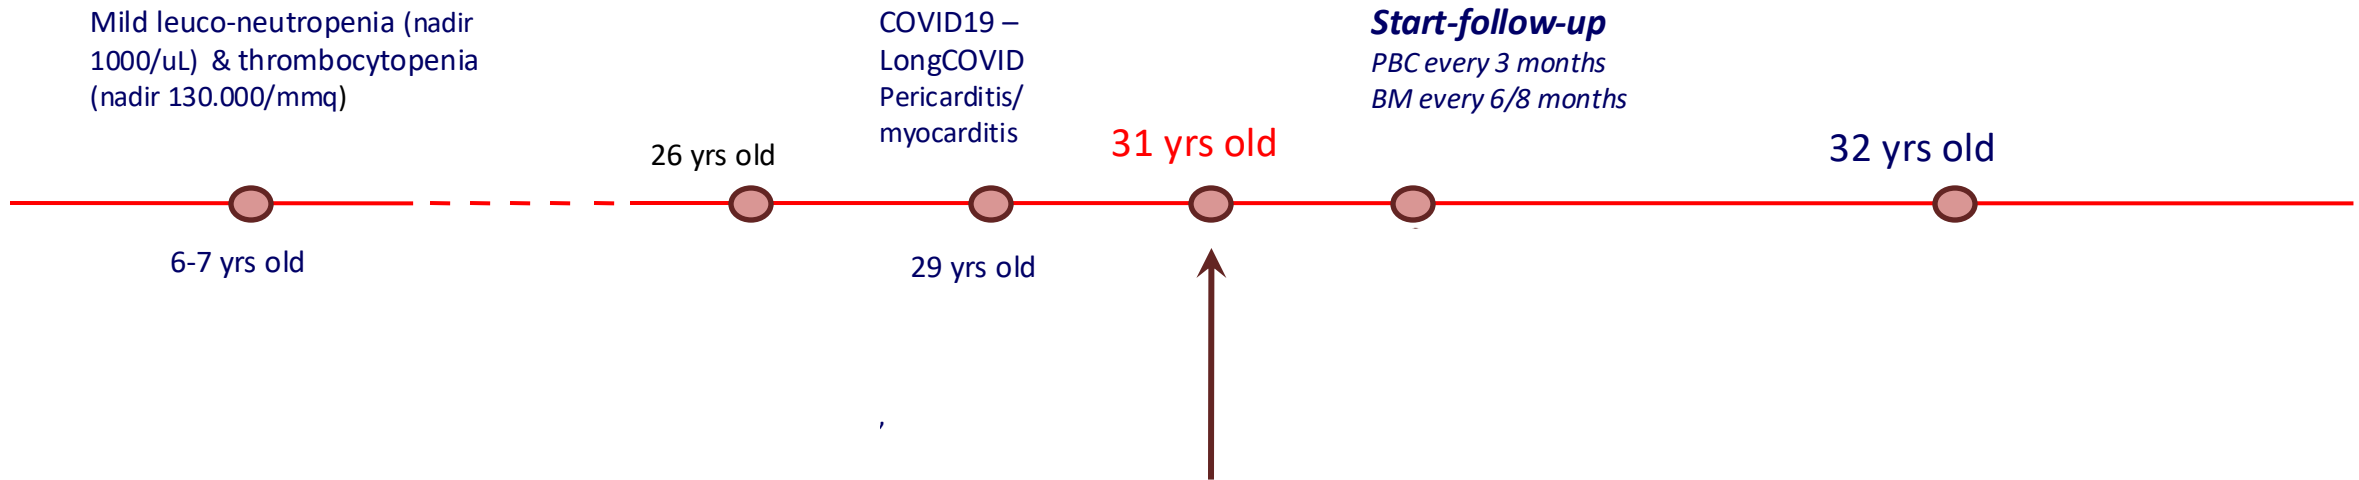 Mild leuco-neutropenia (nadir
1000/uL) & thrombocytopenia
(nadir 130.000/mmq)
COVID19 –
LongCOVID
Pericarditis/
myocarditis
Start-follow-up
PBC every 3 months
BM every 6/8 months
26 yrs old
31 yrs old
32 yrs old
6-7 yrs old
29 yrs old
,